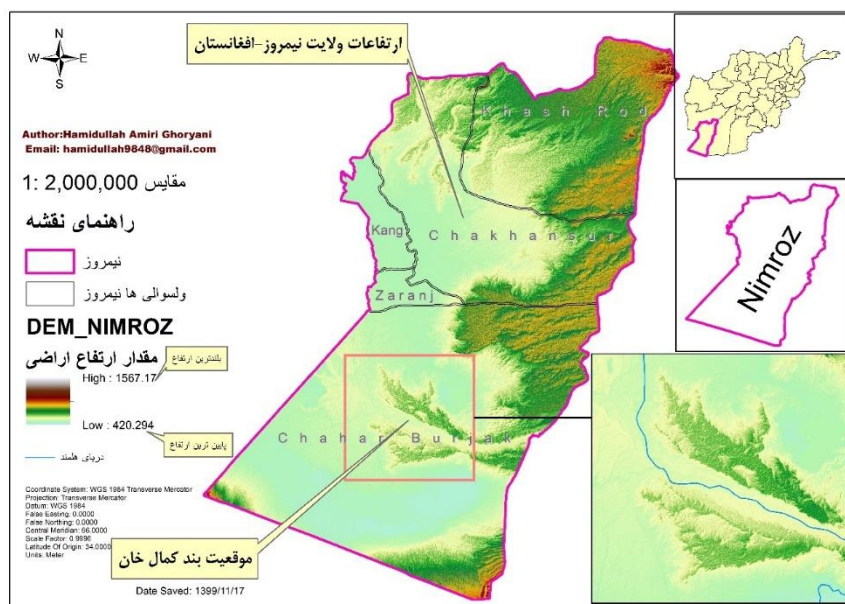 N
W E
S
ارتفاعات ولایت نیمروز-افغانستان
Author:Hamidullah Amiri Ghoryani
Email: hamidullah9848@gmail.com
مقایس 1: 2,000,000
راهنمای نقشه
نیمروز
ولسوالی ها نیمروز
DEM_NIMROZ
مقدار ارتفاع اراضی
بلندترین ارتفاع
High : 1567.17
Low : 420.294
پایین ترین ارتفاع
دریای هلمند
Coordinate System: WGS 1984 Transverse Mercator
Projection: Transverse Mercator
Datum: WGS 1984
False Easting: 0.0000
False Northing: 0.0000
Central Meridian: 66.0000
Scale Factor: 0.9996
Latitude Of Origin: 34.0000
Units: Meter
Khash Rod
Kang
Chakhansur
Zaranj
Chahar Burjak
Nimroz
موقعیت بند کمال خان
Date Saved: 1399/11/17